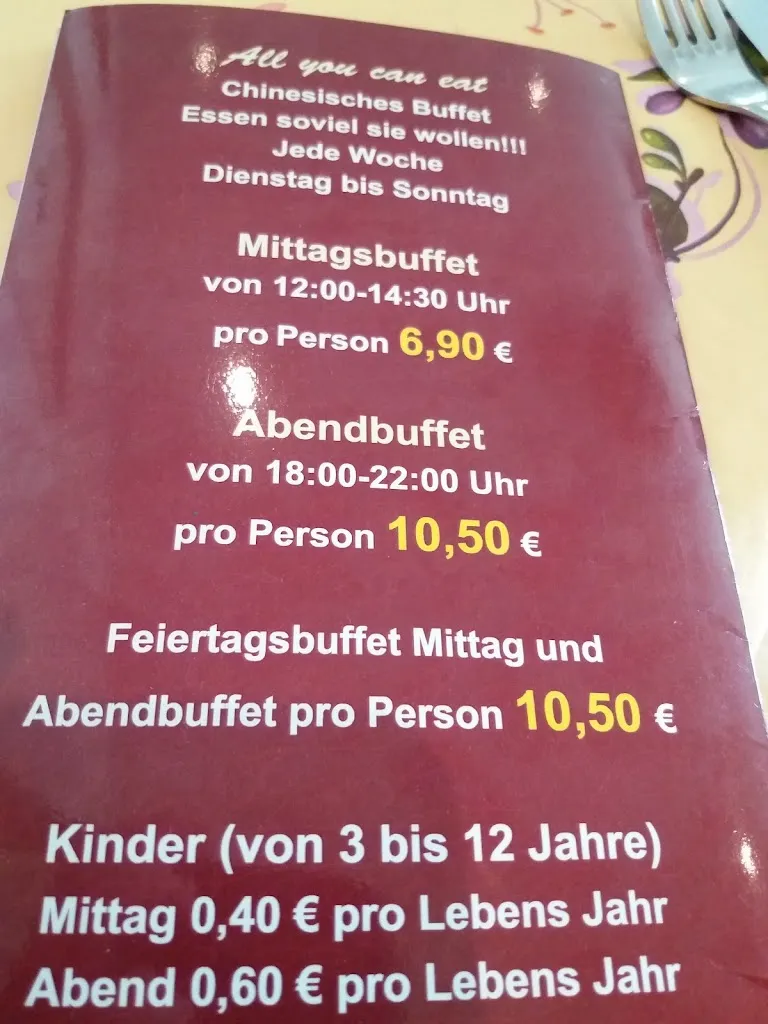 All you can eat
Chinesisches Buffet
Essen soviel sie wollen!!!
Jede Woche
Dienstag bis Sonntag
Mittagsbuffet
von 12:00-14:30 Uhr
pro Person 6,90 €
Abendbuffet
von 18:00-22:00 Uhr
pro Person 10,50 €
Feiertagsbuffet Mittag und
Abendbuffet pro Person 10,50 €
Kinder (von 3 bis 12 Jahre)
Mittag 0,40 € pro Lebens Jahr
Abend 0,60 € pro Lebens Jahr